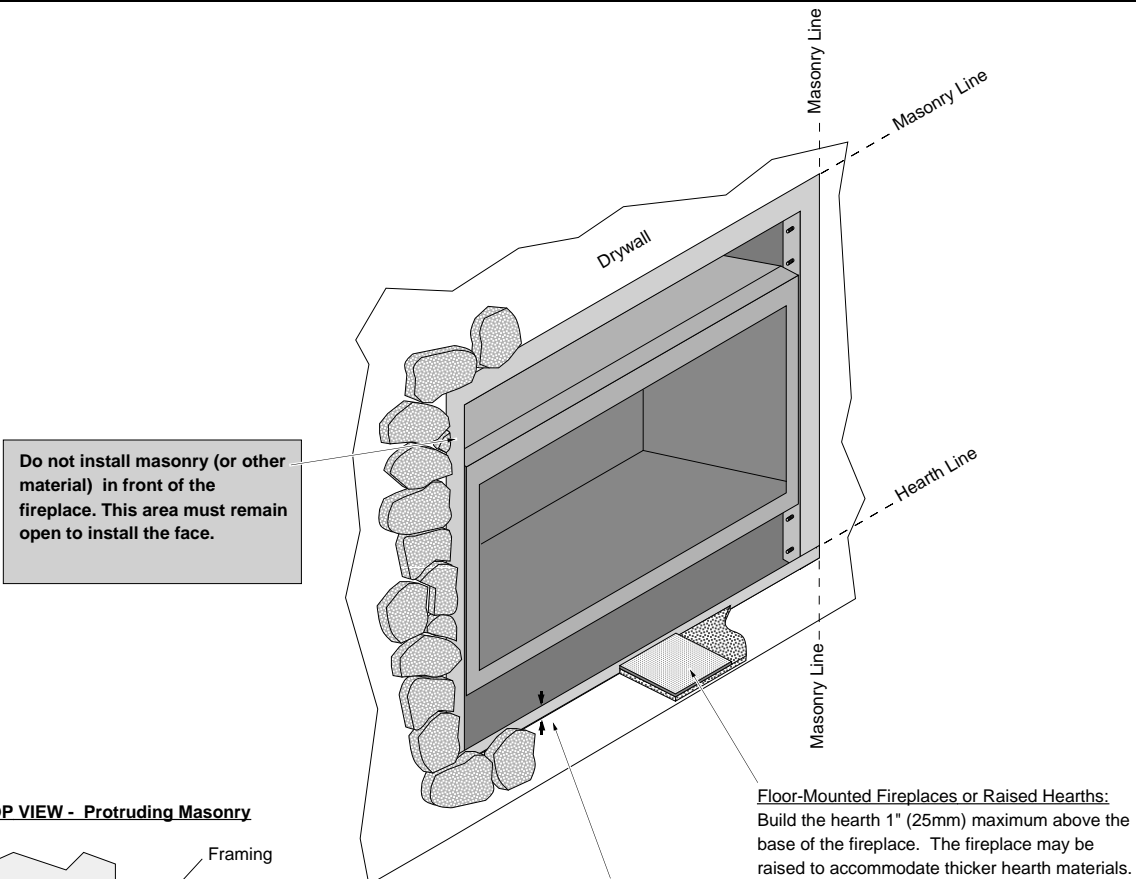 Masonry Line
Masonry Line
Drywall
Do not install masonry (or other
material) in front of the
fireplace. This area must remain
open to install the face.
Hearth Line
Masonry Line
Floor-Mounted Fireplaces or Raised Hearths:
Build the hearth 1" (25mm) maximum above the
base of the fireplace. The fireplace may be
raised to accommodate thicker hearth materials.
OP VIEW - Protruding Masonry
Framing